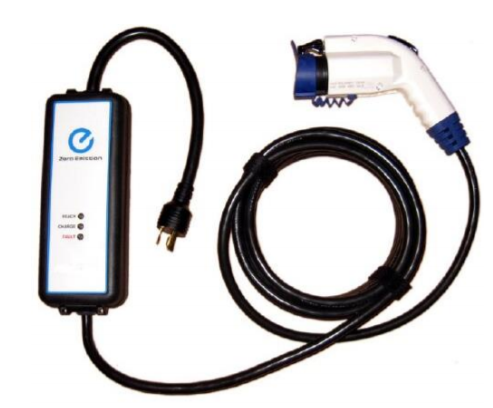 Zero Emission
READY
CHARGE
FAULT